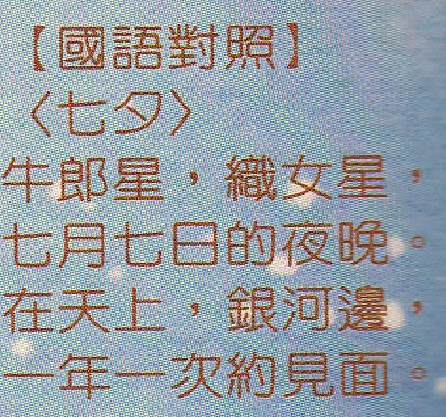 【國語對照】
〈七夕〉
牛郎星，織女星，
七月七日的夜晚。
在天上，銀河邊，
一年一次約見面。